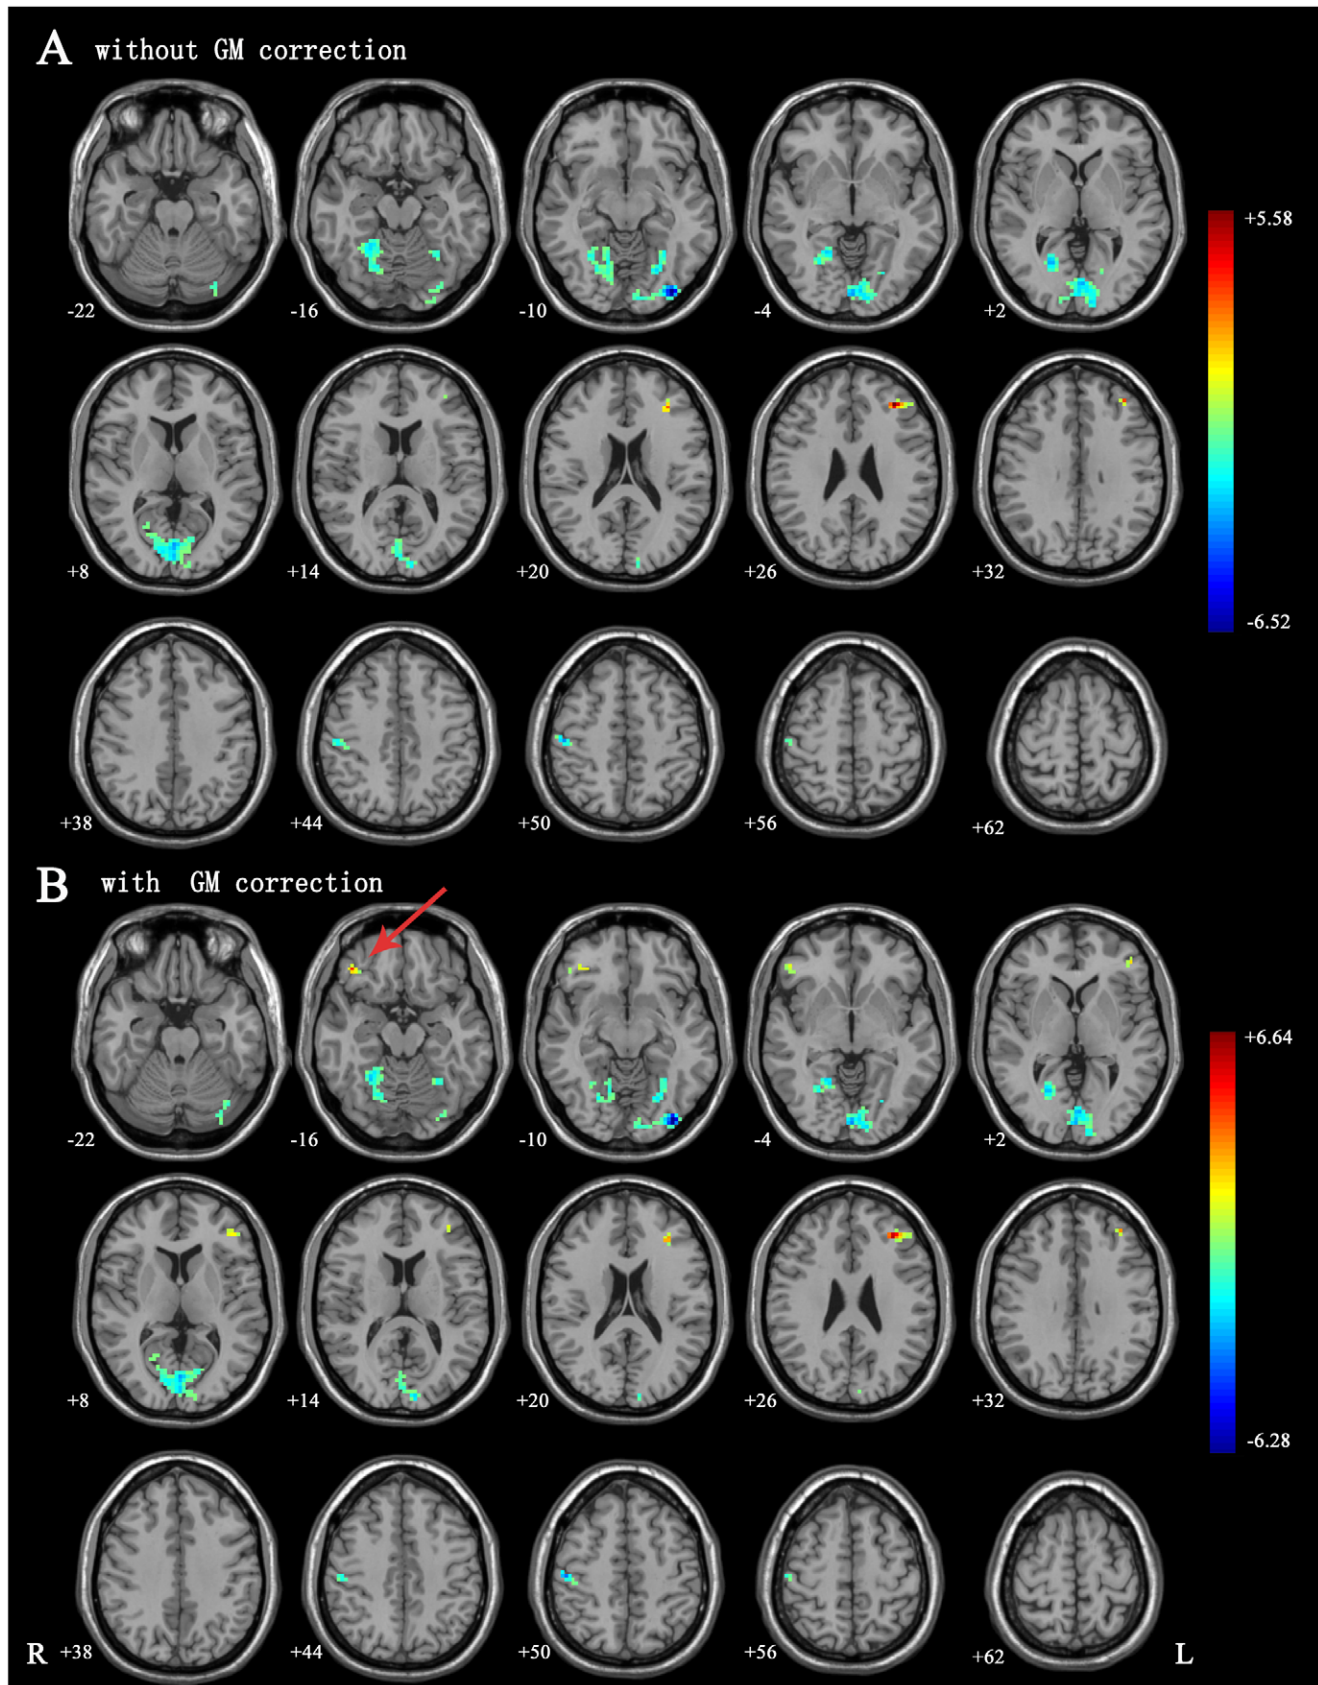 A without GM correction
+5.58
-22 -16 -10 -4 +2
+8 +14 +20 +26 +32
-6.52
+38 +44 +50 +56 +62
B with GM correction
+6.64
-22 -16 -10 -4 +2
+8 +14 +20 +26 +32
-6.28
R +38 +44 +50 +56 +62 L